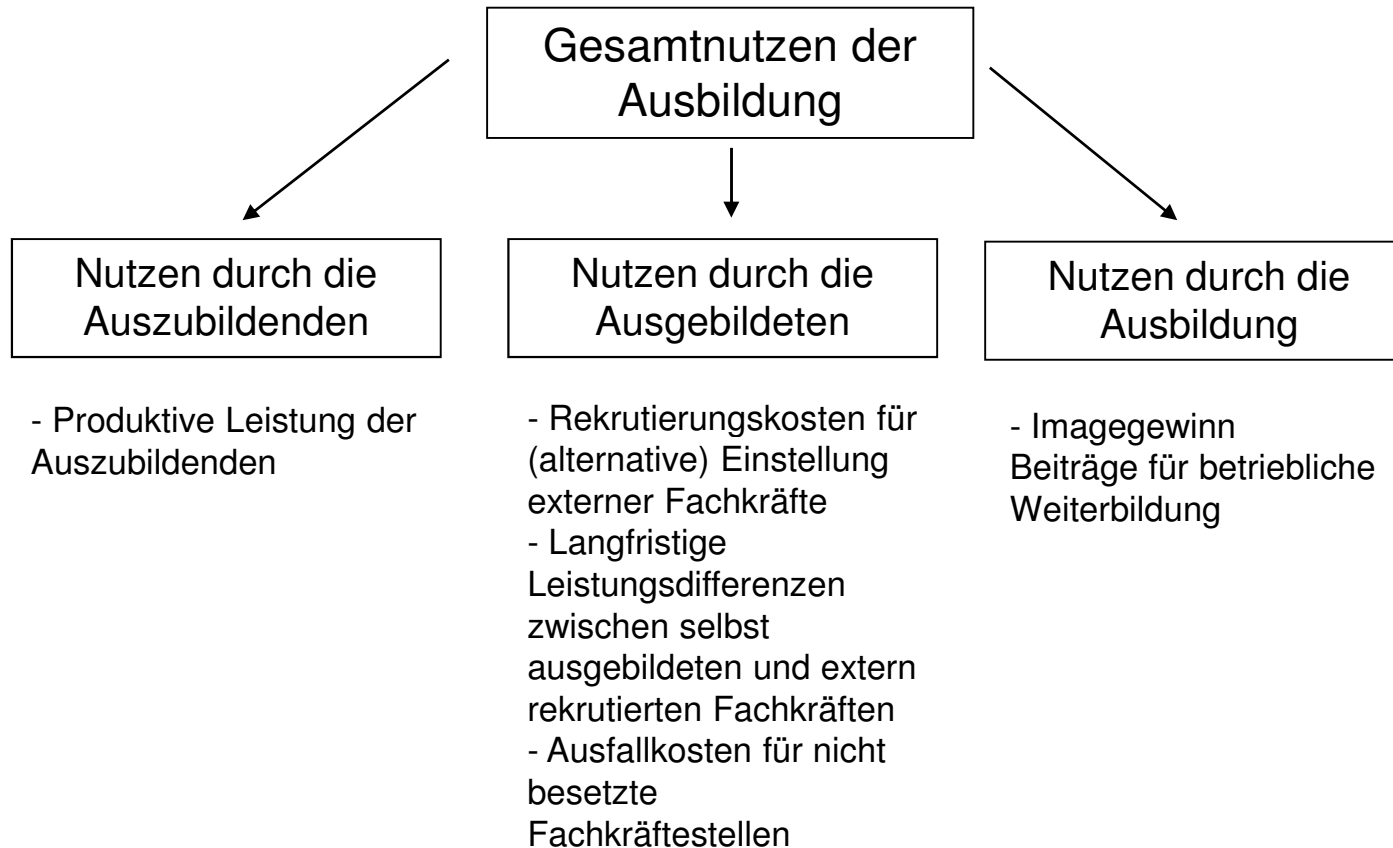 Gesamtnutzen der
Ausbildung
Nutzen durch die
Auszubildenden
- Produktive Leistung der
Auszubildenden
Nutzen durch die
Ausgebildeten
- Rekrutierungskosten für
(alternative) Einstellung
externer Fachkräfte
- Langfristige
Leistungsdifferenzen
zwischen selbst
ausgebildeten und extern
rekrutierten Fachkräften
- Ausfallkosten für nicht
besetzte
Fachkräftestellen
Nutzen durch die
Ausbildung
- Imagegewinn
Beiträge für betriebliche
Weiterbildung